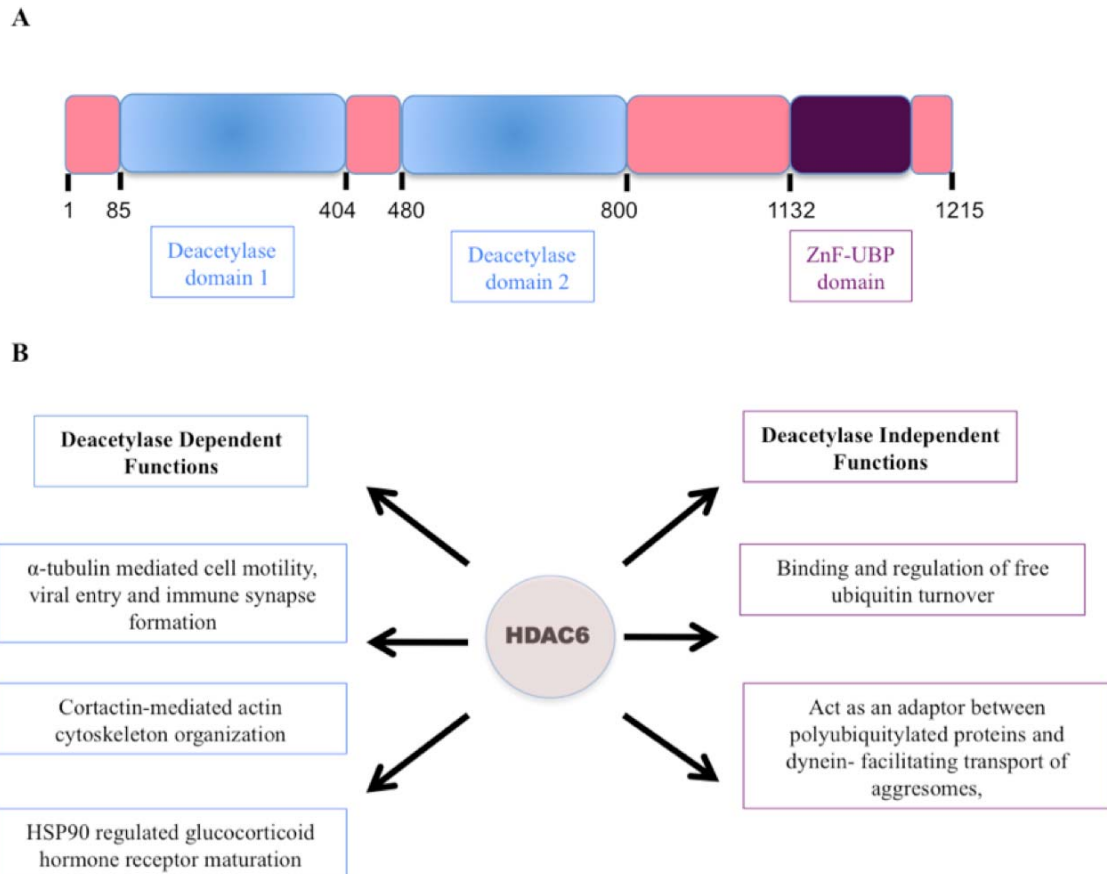 A
1 85 404 480 800 1132 1215
Deacetylase
domain 1
Deacetylase
domain 2
ZnF-UBP
domain
B
Deacetylase Dependent
Functions
α-tubulin mediated cell motility,
viral entry and immune synapse
formation
Cortactin-mediated actin
cytoskeleton organization
HSP90 regulated glucocorticoid
hormone receptor maturation
HDAC6
Deacetylase Independent
Functions
Binding and regulation of free
ubiquitin turnover
Act as an adaptor between
polyubiquitylated proteins and
dynein- facilitating transport of
aggresomes,